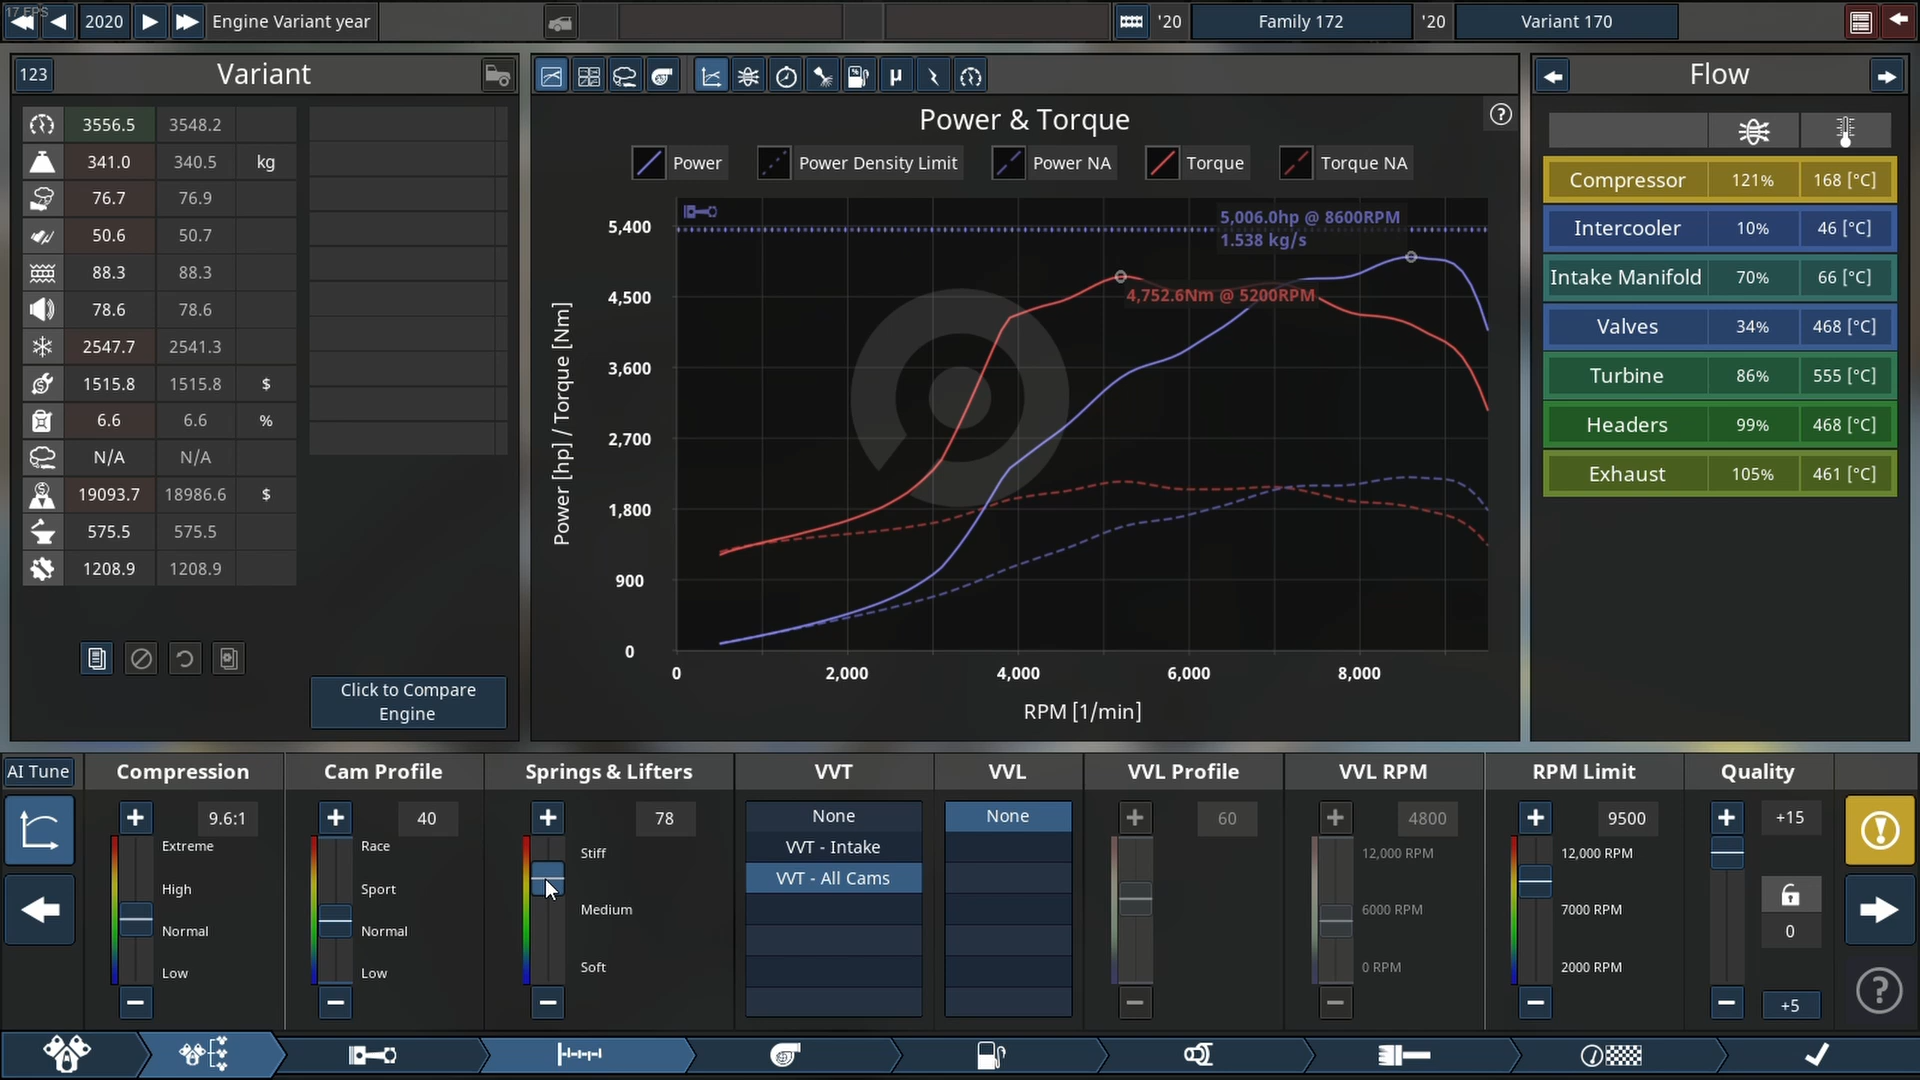 17 FPS
2020
Engine Variant year
'20
Family 172
'20
Variant 170
123
Variant
3556.5 3548.2
341.0 340.5 kg
76.7 76.9
50.6 50.7
88.3 88.3
78.6 78.6
2547.7 2541.3
1515.8 1515.8 $
6.6 6.6 %
N/A N/A
19093.7 18986.6 $
575.5 575.5
1208.9 1208.9
Click to Compare
Engine
μ
Power & Torque
?
Power
Power Density Limit
Power NA
Torque
Torque NA
Power [hp] / Torque [Nm]
5,400
4,500
3,600
2,700
1,800
900
0
5,006.0hp @ 8600RPM
1.538 kg/s
4,752.6Nm @ 5200RPM
0 2,000 4,000 6,000 8,000
RPM [1/min]
Flow
Compressor 121% 168 [°C]
Intercooler 10% 46 [°C]
Intake Manifold 70% 66 [°C]
Valves 34% 468 [°C]
Turbine 86% 555 [°C]
Headers 99% 468 [°C]
Exhaust 105% 461 [°C]
AI Tune
Compression
+ 9.6:1
Extreme
High
Normal
Low
−
Cam Profile
+ 40
Race
Sport
Normal
Low
−
Springs & Lifters
+ 78
Stiff
Medium
Soft
−
VVT
None
VVT - Intake
VVT - All Cams
VVL
None
VVL Profile
+ 60
−
VVL RPM
+ 4800
12,000 RPM
6000 RPM
0 RPM
−
RPM Limit
+ 9500
12,000 RPM
7000 RPM
2000 RPM
−
Quality
+ +15
0
− +5
!
?